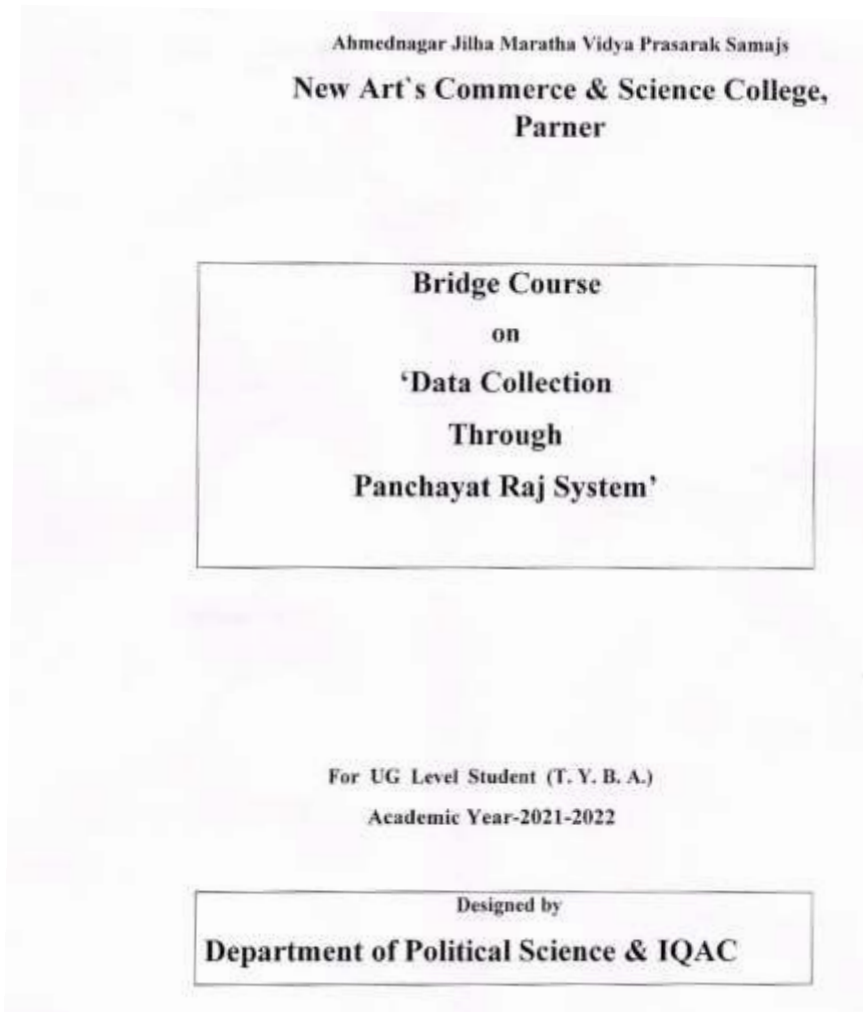 Ahmednagar Jilha Maratha Vidya Prasarak Samajs
New Art`s Commerce & Science College,
Parner
Bridge Course
on
‘Data Collection
Through
Panchayat Raj System’
For UG Level Student (T. Y. B. A.)
Academic Year-2021-2022
Designed by
Department of Political Science & IQAC